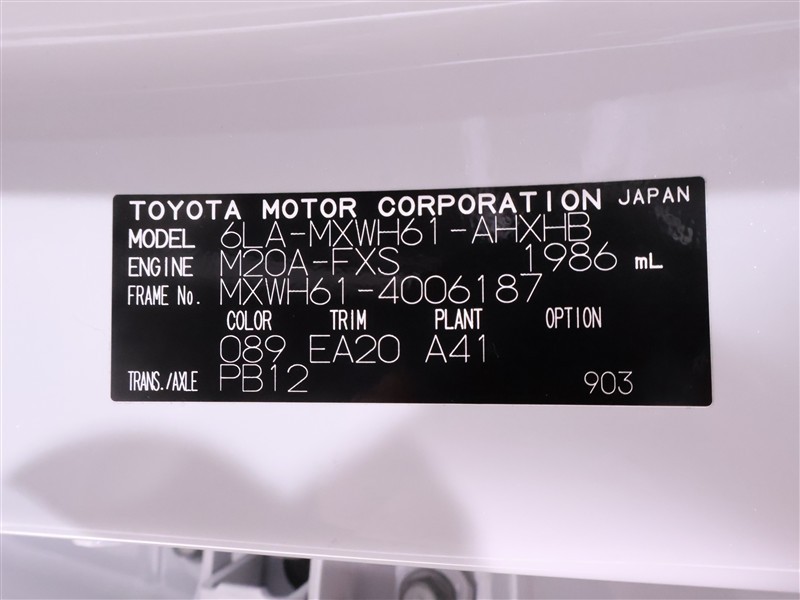 TOYOTA MOTOR CORPORATION JAPAN
MODEL 6LA-MXWH61-AHXHB
ENGINE M20A-FXS 1986 mL
FRAME No. MXWH61-4006187
COLOR TRIM PLANT OPTION
089 EA20 A41
TRANS./AXLE PB12 903